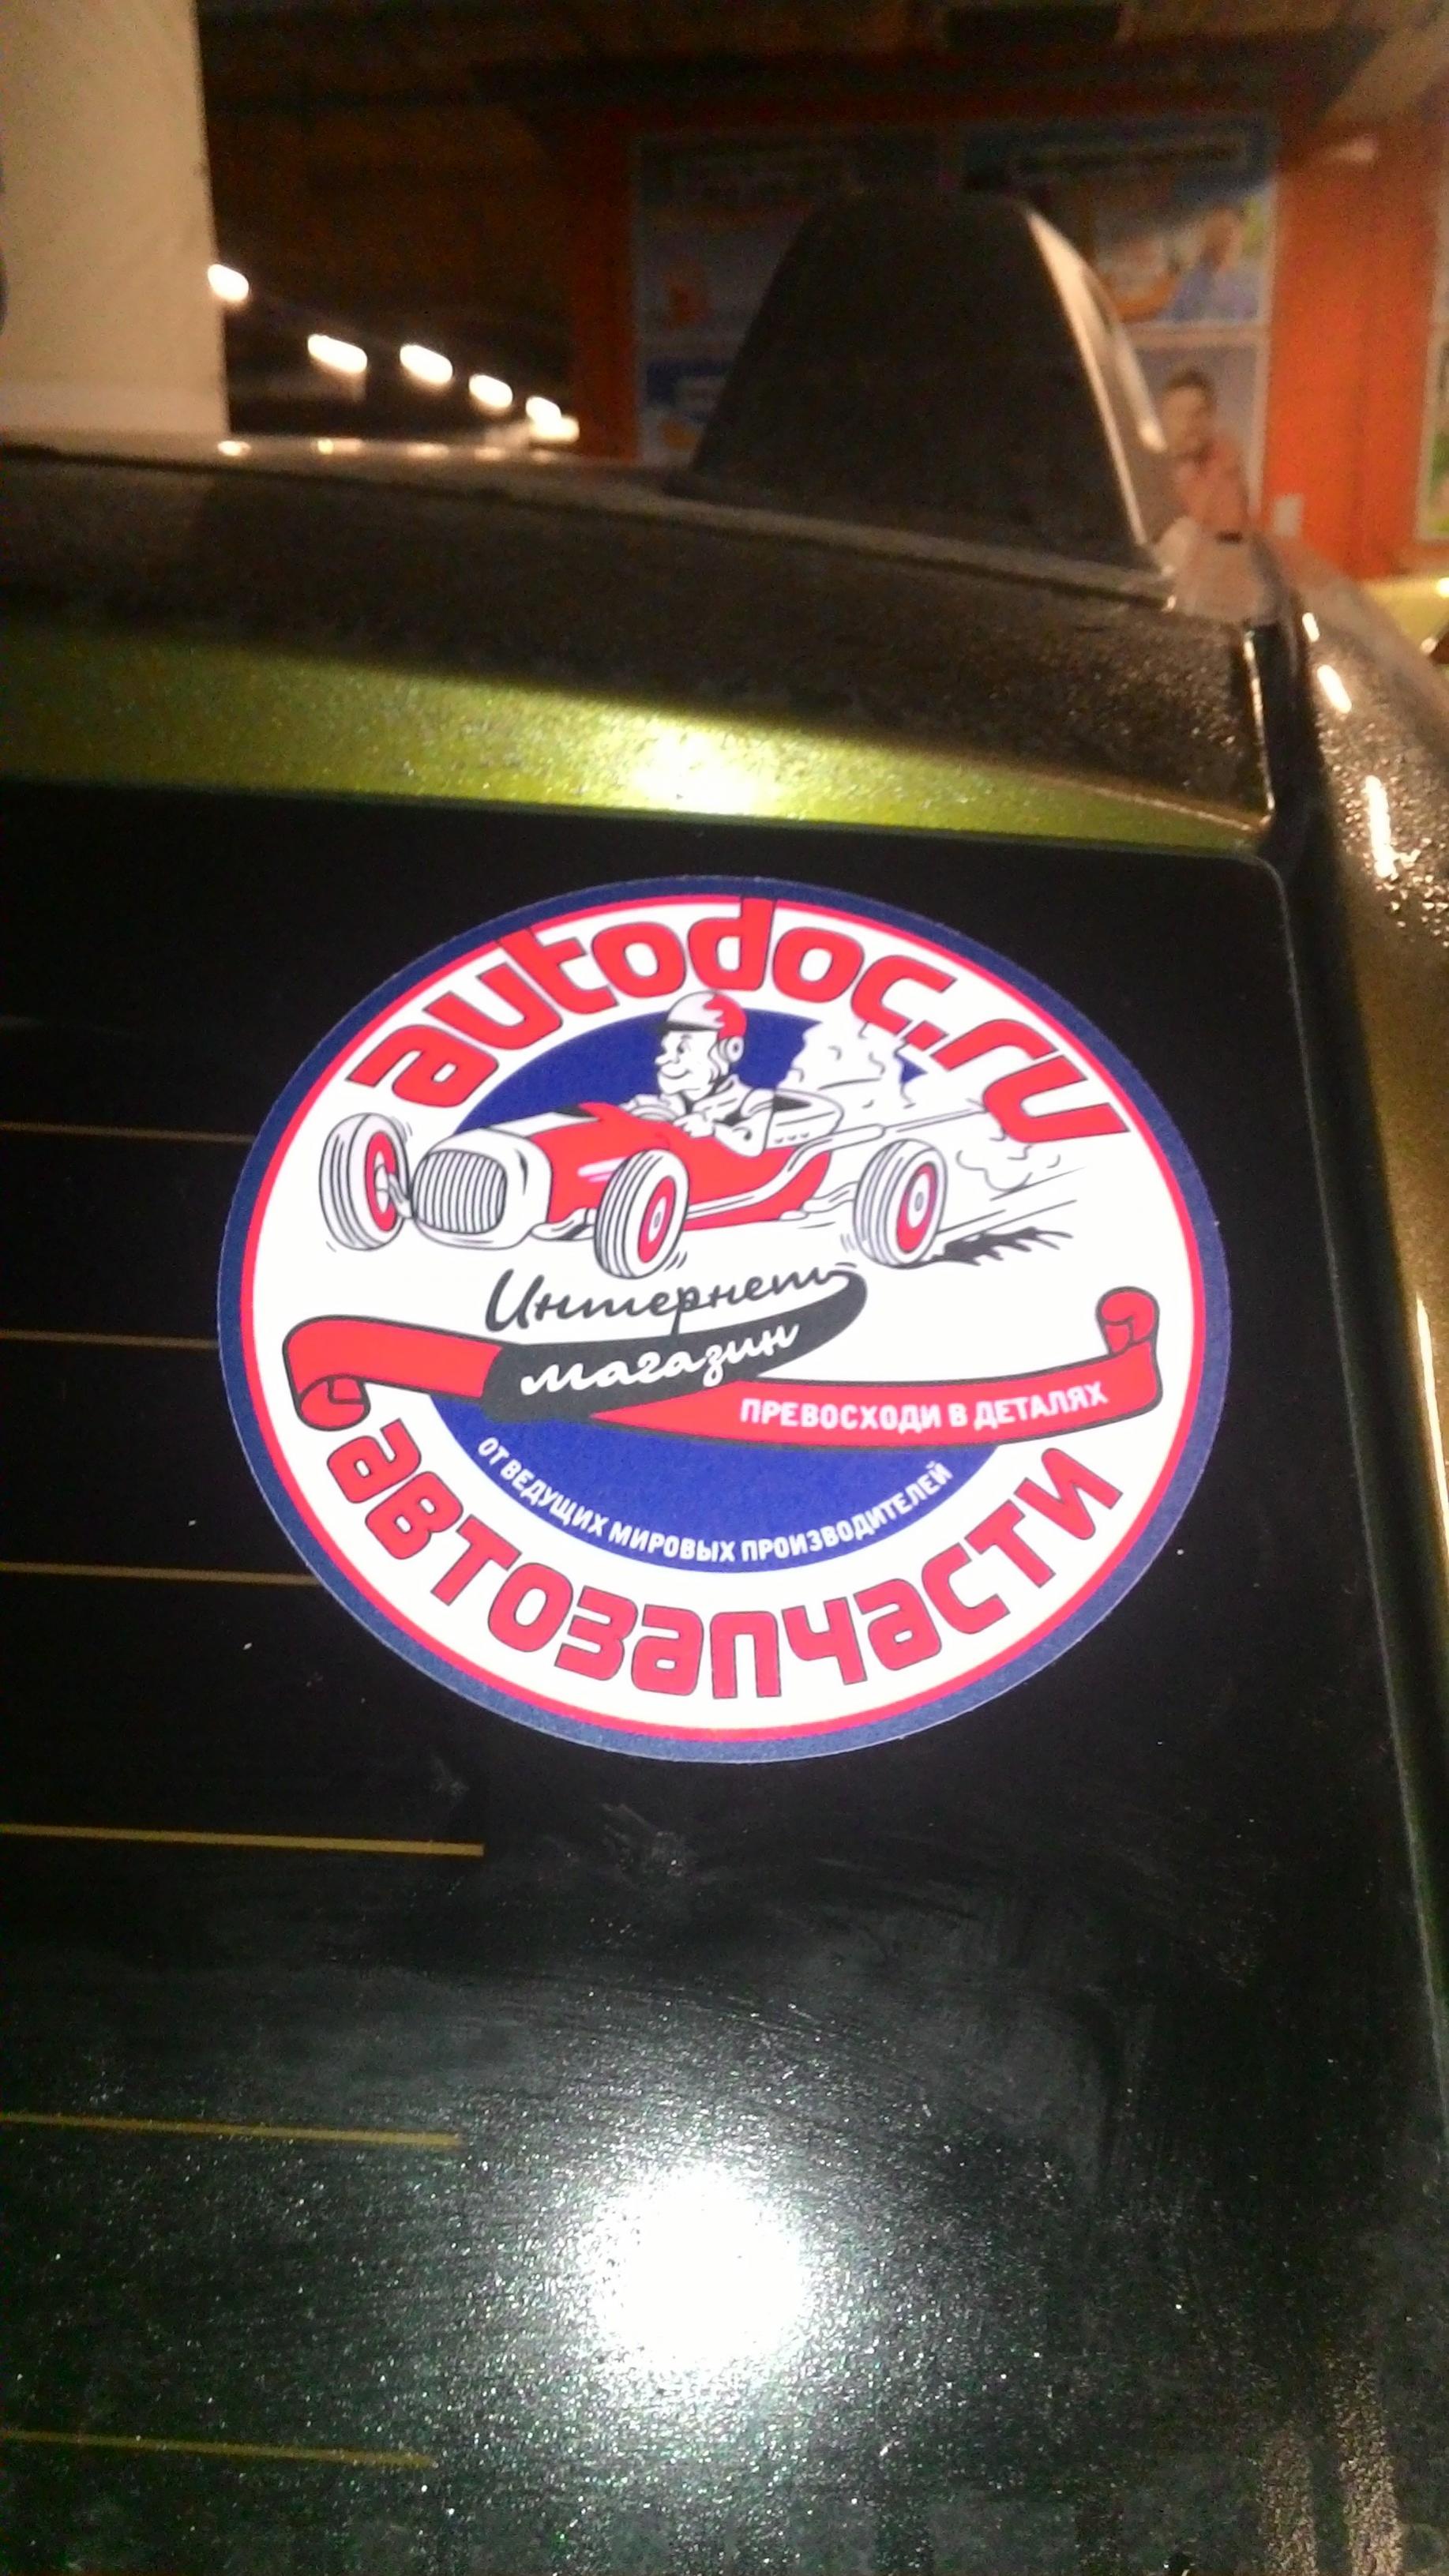 autodoc.ru
Интернет
магазин
ПРЕВОСХОДИ В ДЕТАЛЯХ
ОТ ВЕДУЩИХ МИРОВЫХ ПРОИЗВОДИТЕЛЕЙ
автозапчасти